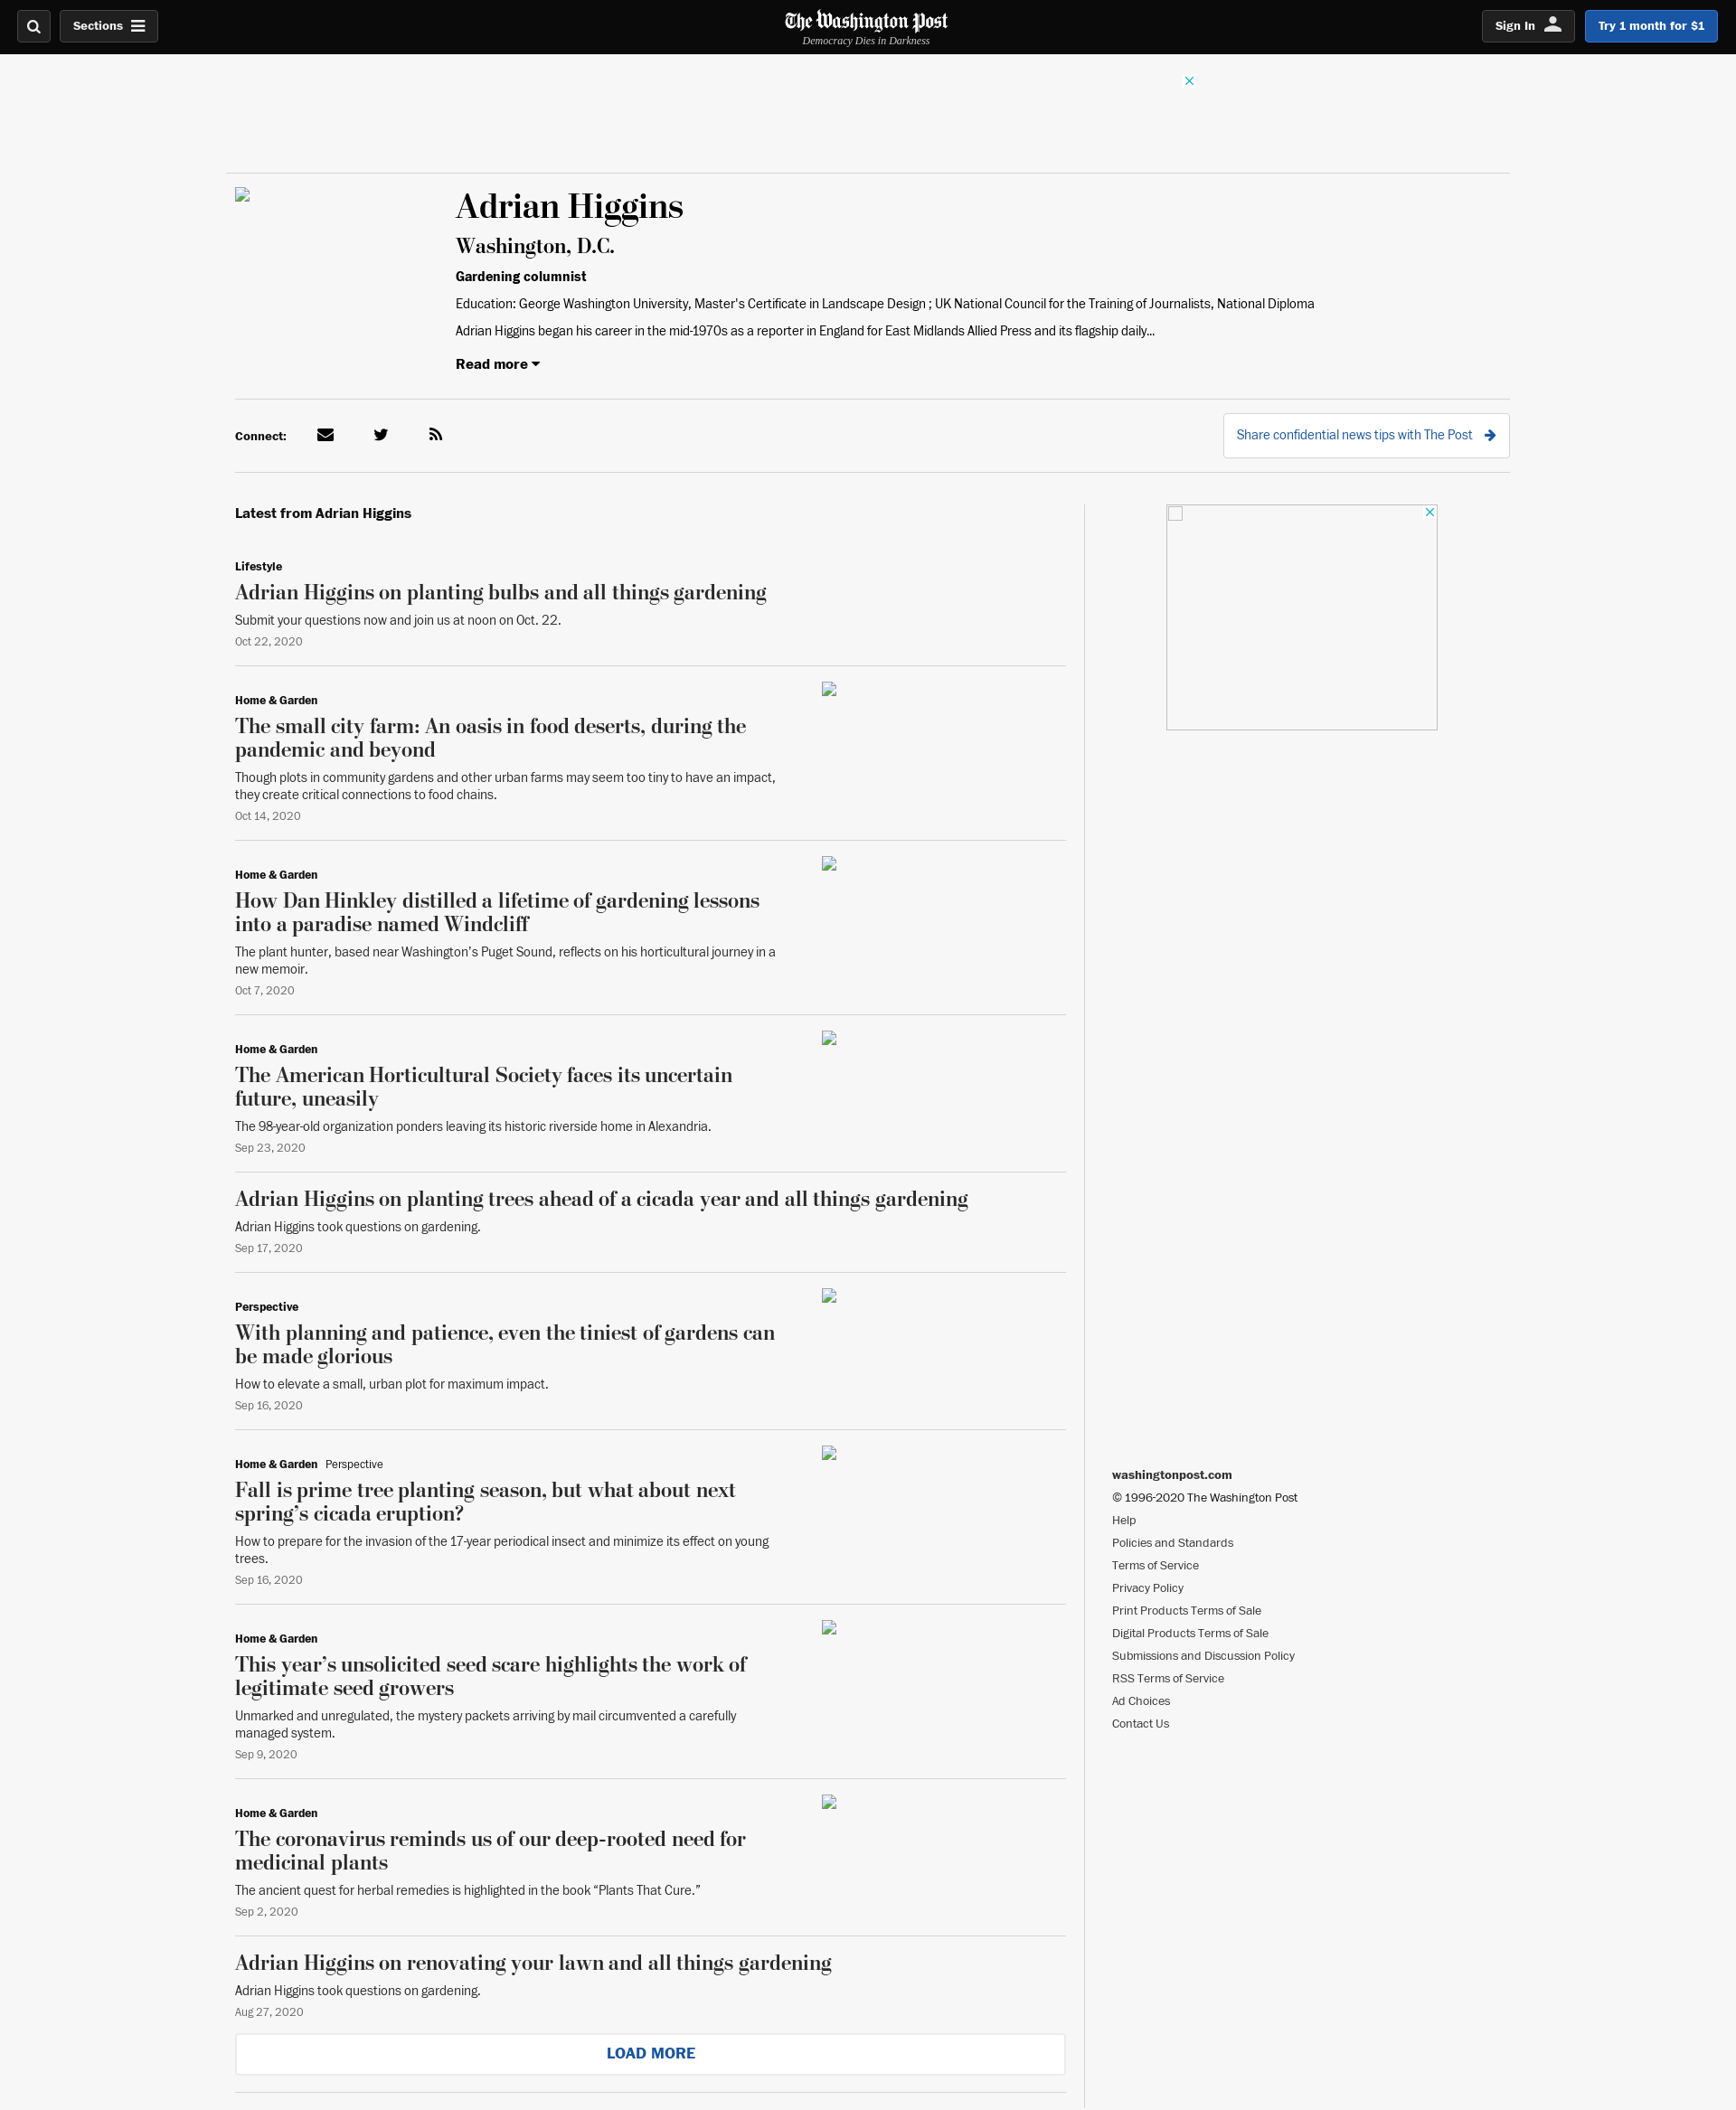 Sections
The Washington Post
Democracy Dies in Darkness
Sign In
Try 1 month for $1
Adrian Higgins
Washington, D.C.
Gardening columnist
Education: George Washington University, Master's Certificate in Landscape Design ; UK National Council for the Training of Journalists, National Diploma
Adrian Higgins began his career in the mid-1970s as a reporter in England for East Midlands Allied Press and its flagship daily...
Read more
Connect:
Share confidential news tips with The Post
Latest from Adrian Higgins
Lifestyle
Adrian Higgins on planting bulbs and all things gardening
Submit your questions now and join us at noon on Oct. 22.
Oct 22, 2020
Home & Garden
The small city farm: An oasis in food deserts, during the
pandemic and beyond
Though plots in community gardens and other urban farms may seem too tiny to have an impact,
they create critical connections to food chains.
Oct 14, 2020
Home & Garden
How Dan Hinkley distilled a lifetime of gardening lessons
into a paradise named Windcliff
The plant hunter, based near Washington’s Puget Sound, reflects on his horticultural journey in a
new memoir.
Oct 7, 2020
Home & Garden
The American Horticultural Society faces its uncertain
future, uneasily
The 98-year-old organization ponders leaving its historic riverside home in Alexandria.
Sep 23, 2020
Adrian Higgins on planting trees ahead of a cicada year and all things gardening
Adrian Higgins took questions on gardening.
Sep 17, 2020
Perspective
With planning and patience, even the tiniest of gardens can
be made glorious
How to elevate a small, urban plot for maximum impact.
Sep 16, 2020
Home & Garden Perspective
Fall is prime tree planting season, but what about next
spring’s cicada eruption?
How to prepare for the invasion of the 17-year periodical insect and minimize its effect on young
trees.
Sep 16, 2020
Home & Garden
This year’s unsolicited seed scare highlights the work of
legitimate seed growers
Unmarked and unregulated, the mystery packets arriving by mail circumvented a carefully
managed system.
Sep 9, 2020
Home & Garden
The coronavirus reminds us of our deep-rooted need for
medicinal plants
The ancient quest for herbal remedies is highlighted in the book “Plants That Cure.”
Sep 2, 2020
Adrian Higgins on renovating your lawn and all things gardening
Adrian Higgins took questions on gardening.
Aug 27, 2020
LOAD MORE
washingtonpost.com
© 1996-2020 The Washington Post
Help
Policies and Standards
Terms of Service
Privacy Policy
Print Products Terms of Sale
Digital Products Terms of Sale
Submissions and Discussion Policy
RSS Terms of Service
Ad Choices
Contact Us